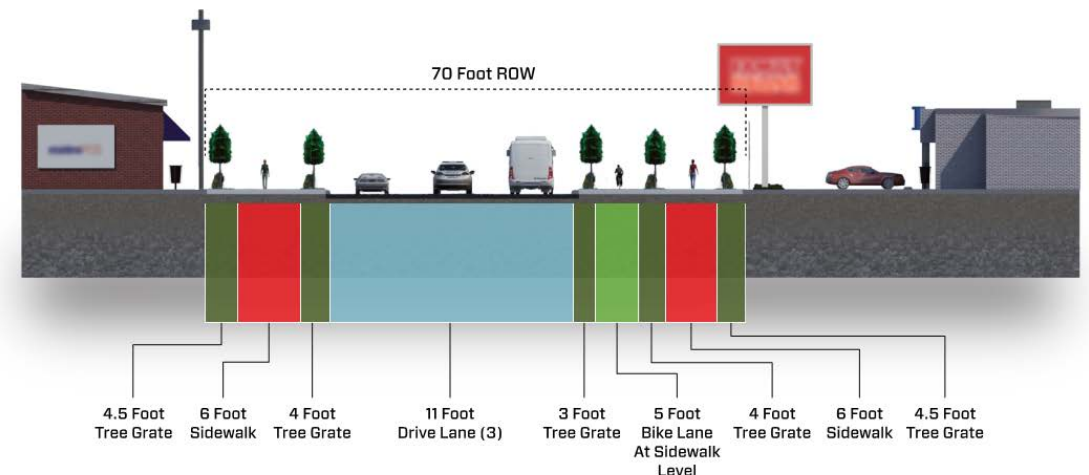 70 Foot ROW
4.5 Foot
Tree Grate
6 Foot
Sidewalk
4 Foot
Tree Grate
11 Foot
Drive Lane (3)
3 Foot
Tree Grate
5 Foot
Bike Lane
At Sidewalk
Level
4 Foot
Tree Grate
6 Foot
Sidewalk
4.5 Foot
Tree Grate